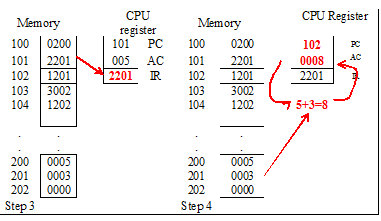 Memory CPU register Memory CPU Register
100 0200 101 PC 100 0200 102 PC
101 2201 005 AC 101 2201 0008 AC
102 1201 2201 IR 102 1201 2201 IR
103 3002 103 3002
104 1202 104 1202 5+3=8
. . . .
. . . .
200 0005 200 0005
201 0003 201 0003
202 0000 202 0000
Step 3 Step 4